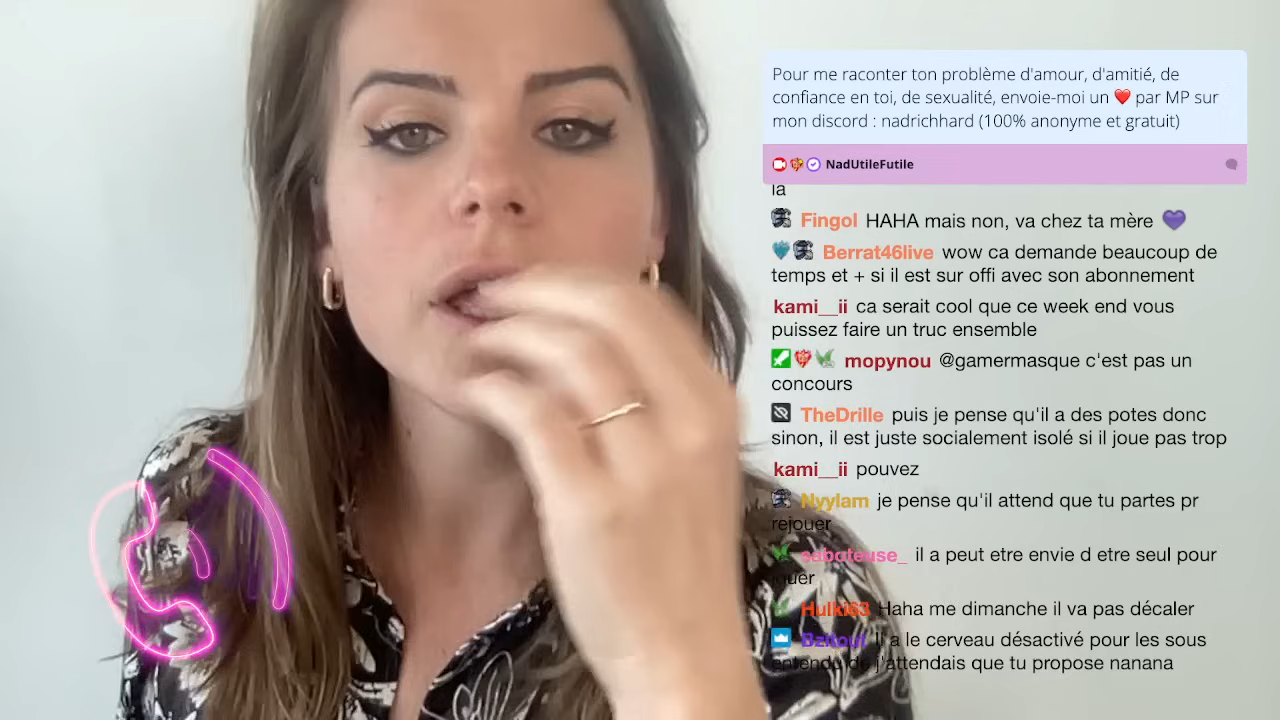 Pour me raconter ton problème d'amour, d'amitié, de
confiance en toi, de sexualité, envoie-moi un ❤️ par MP sur
mon discord : nadrichhard (100% anonyme et gratuit)
NadUtileFutile
la
Fingol HAHA mais non, va chez ta mère 💜
Berrat46live wow ca demande beaucoup de
temps et + si il est sur offi avec son abonnement
kami__ii ca serait cool que ce week end vous
puissez faire un truc ensemble
mopynou @gamermasque c'est pas un
concours
TheDrille puis je pense qu'il a des potes donc
sinon, il est juste socialement isolé si il joue pas trop
kami__ii pouvez
Nyylam je pense qu'il attend que tu partes pr
rejouer
saboteuse_ il a peut etre envie d etre seul pour
jouer
Hulki63 Haha me dimanche il va pas décaler
Bzitout il a le cerveau désactivé pour les sous
entendu de j'attendais que tu propose nanana